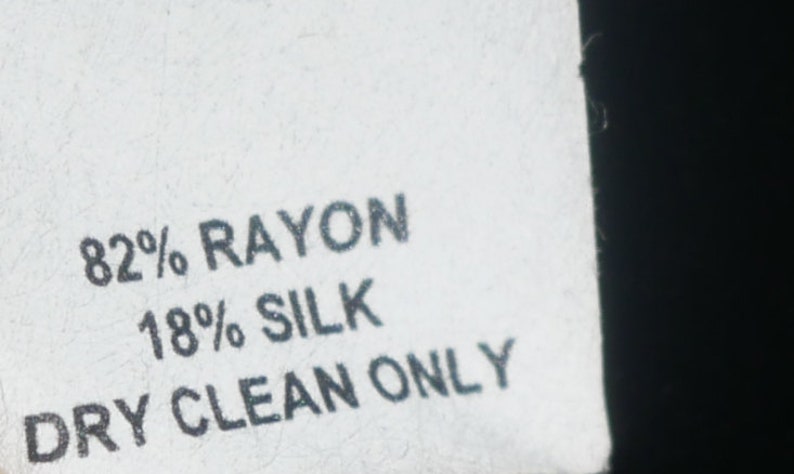 82% RAYON
18% SILK
DRY CLEAN ONLY